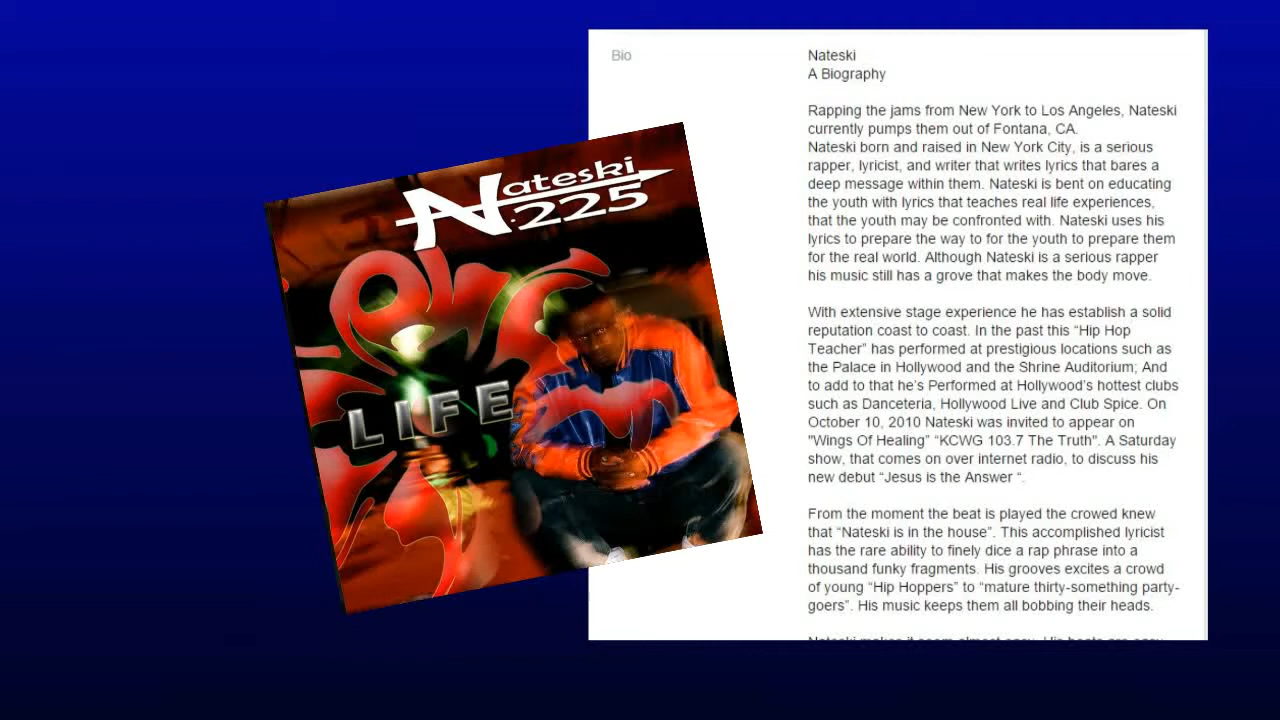 Nateski
.225
LIFE
Bio
Nateski
A Biography
Rapping the jams from New York to Los Angeles, Nateski
currently pumps them out of Fontana, CA.
Nateski born and raised in New York City, is a serious
rapper, lyricist, and writer that writes lyrics that bares a
deep message within them. Nateski is bent on educating
the youth with lyrics that teaches real life experiences,
that the youth may be confronted with. Nateski uses his
lyrics to prepare the way to for the youth to prepare them
for the real world. Although Nateski is a serious rapper
his music still has a grove that makes the body move.
With extensive stage experience he has establish a solid
reputation coast to coast. In the past this “Hip Hop
Teacher” has performed at prestigious locations such as
the Palace in Hollywood and the Shrine Auditorium; And
to add to that he’s Performed at Hollywood’s hottest clubs
such as Danceteria, Hollywood Live and Club Spice. On
October 10, 2010 Nateski was invited to appear on
"Wings Of Healing” “KCWG 103.7 The Truth". A Saturday
show, that comes on over internet radio, to discuss his
new debut “Jesus is the Answer “.
From the moment the beat is played the crowed knew
that “Nateski is in the house”. This accomplished lyricist
has the rare ability to finely dice a rap phrase into a
thousand funky fragments. His grooves excites a crowd
of young “Hip Hoppers” to “mature thirty-something party-
goers”. His music keeps them all bobbing their heads.
Nateski makes it seem almost easy. His beats are easy